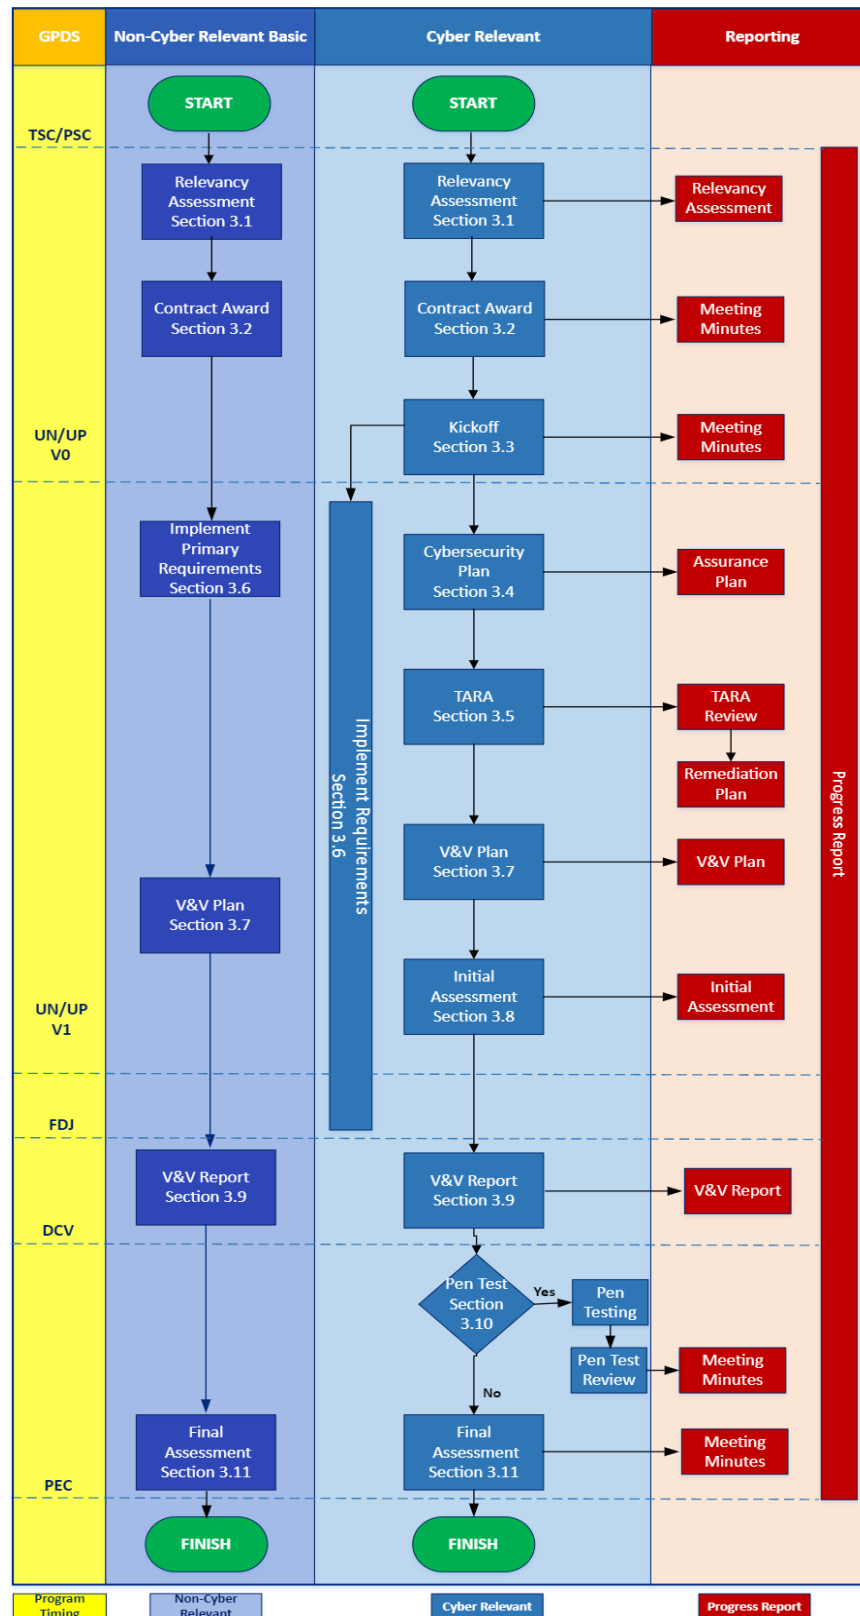 GPDS
Non-Cyber Relevant Basic
Cyber Relevant
Reporting
START
START
TSC/PSC
Relevancy
Assessment
Section 3.1
Relevancy
Assessment
Section 3.1
Relevancy
Assessment
Contract Award
Section 3.2
Contract Award
Section 3.2
Meeting
Minutes
UN/UP
V0
Kickoff
Section 3.3
Meeting
Minutes
Implement
Primary
Requirements
Section 3.6
Implement Requirements
Section 3.6
Cybersecurity
Plan
Section 3.4
Assurance
Plan
TARA
Section 3.5
TARA
Review
Remediation
Plan
Progress Report
V&V Plan
Section 3.7
V&V Plan
Section 3.7
V&V Plan
UN/UP
V1
Initial
Assessment
Section 3.8
Initial
Assessment
FDJ
V&V Report
Section 3.9
V&V Report
Section 3.9
V&V Report
DCV
Pen Test
Section
3.10
Yes
Pen
Testing
Pen Test
Review
Meeting
Minutes
No
Final
Assessment
Section 3.11
Final
Assessment
Section 3.11
Meeting
Minutes
PEC
FINISH
FINISH
Program
Timing
Non-Cyber
Relevant
Cyber Relevant
Progress Report